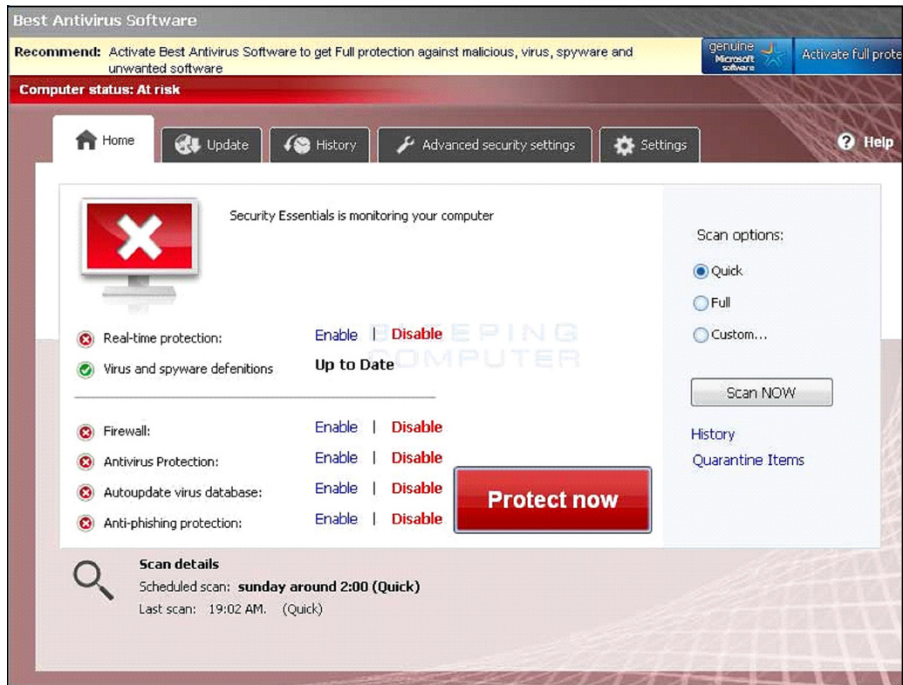 Best Antivirus Software
Recommend: Activate Best Antivirus Software to get Full protection against malicious, virus, spyware and
unwanted software
genuine
Microsoft
software
Activate full prote
Computer status: At risk
Home
Update
History
Advanced security settings
Settings
? Help
Security Essentials is monitoring your computer
Real-time protection: Enable | Disable
Virus and spyware defenitions Up to Date
BLEEPING
COMPUTER
Firewall: Enable | Disable
Antivirus Protection: Enable | Disable
Autoupdate virus database: Enable | Disable
Anti-phishing protection: Enable | Disable
Protect now
Scan options:
Quick
Full
Custom...
Scan NOW
History
Quarantine Items
Scan details
Scheduled scan: sunday around 2:00 (Quick)
Last scan: 19:02 AM. (Quick)